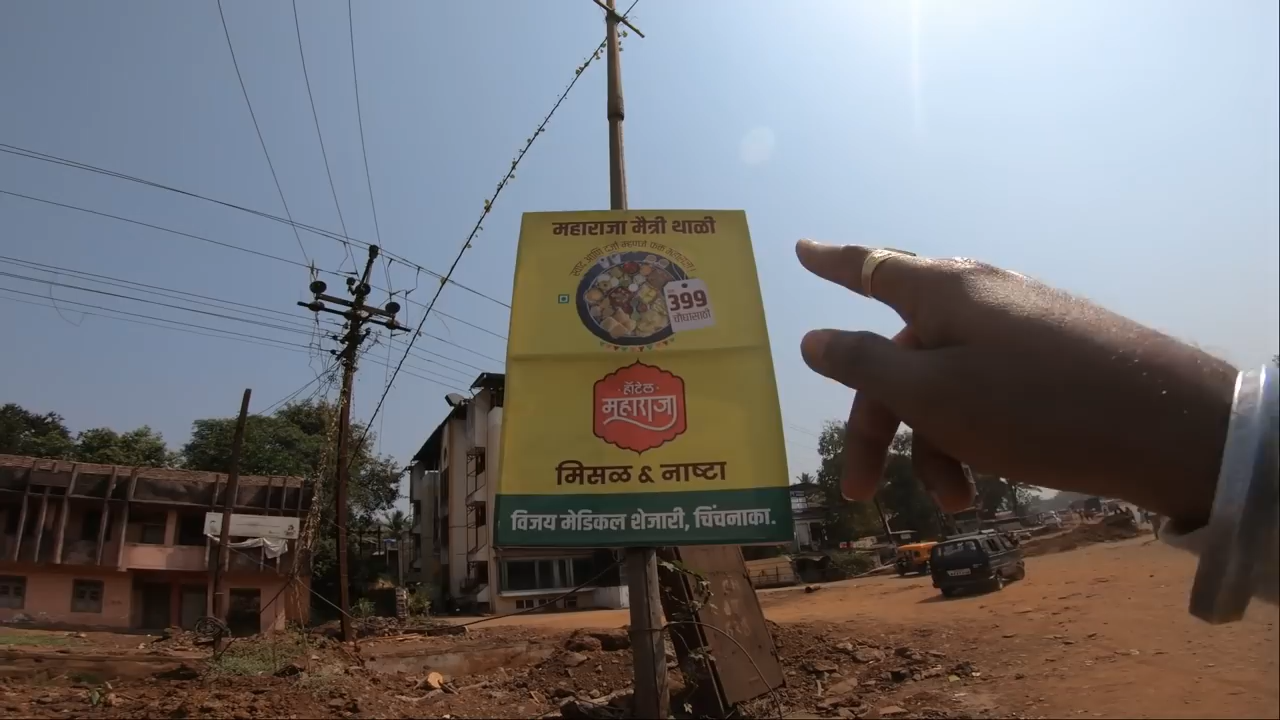 महाराजा मैत्री थाळी
399
चौघांसाठी
हॉटेल
महाराजा
मिसळ & नाष्टा
विजय मेडिकल शेजारी, चिंचनाका.